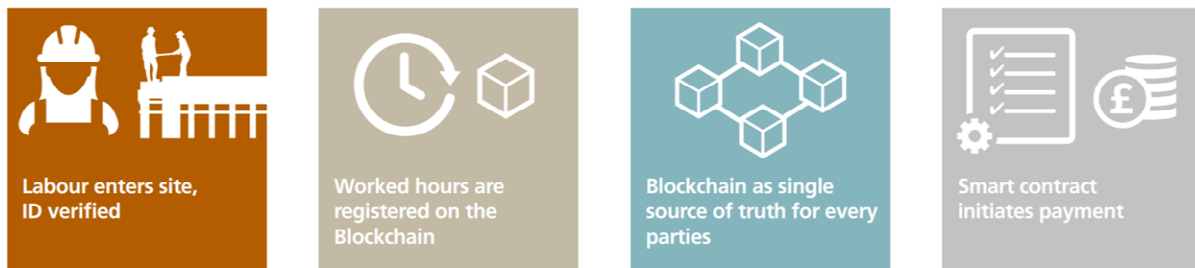 Labour enters site,
ID verified
Worked hours are
registered on the
Blockchain
Blockchain as single
source of truth for every
parties
£
Smart contract
initiates payment